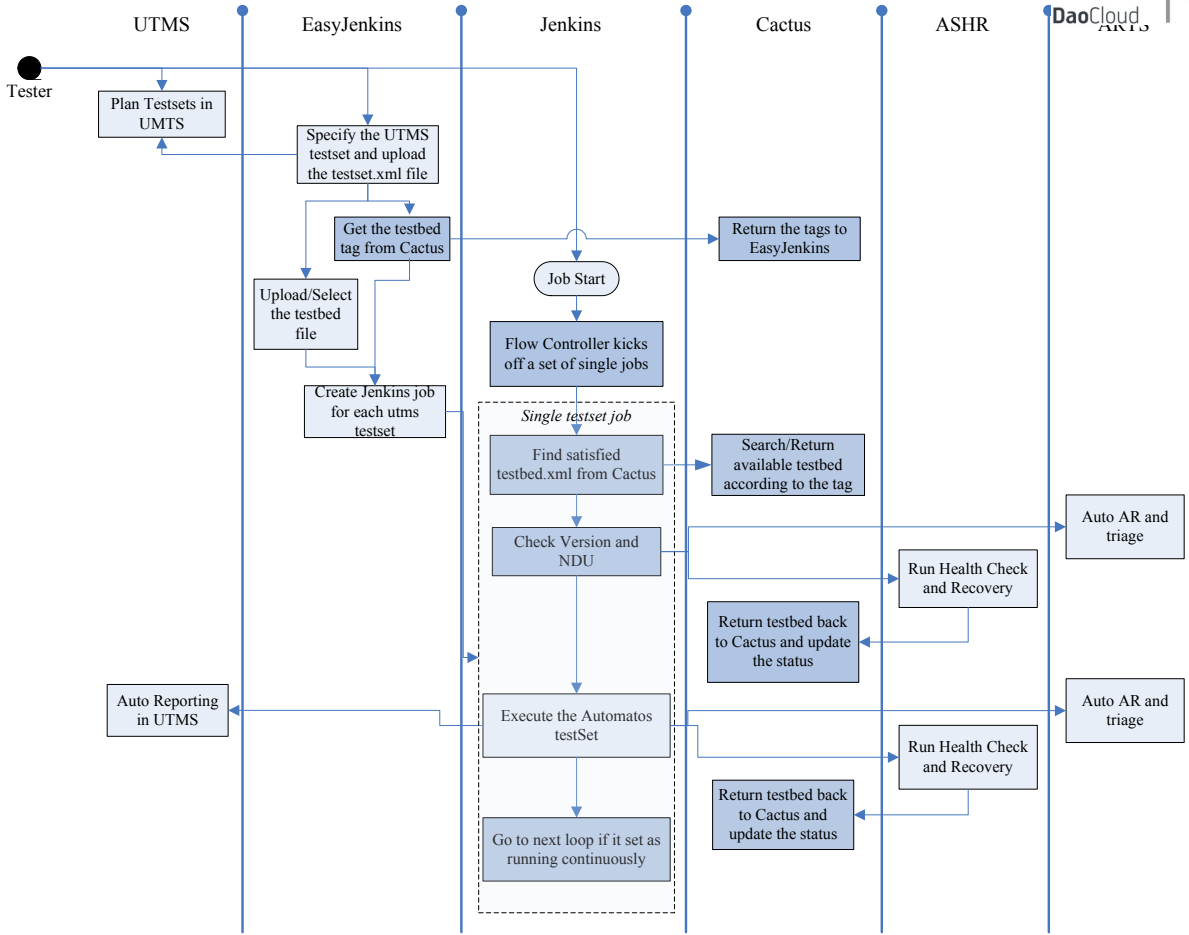 UTMS
EasyJenkins
Jenkins
Cactus
ASHR
DaoCloud
Tester
Plan Testsets in
UMTS
Specify the UTMS
testset and upload
the testset.xml file
Get the testbed
tag from Cactus
Return the tags to
EasyJenkins
Job Start
Upload/Select
the testbed
file
Flow Controller kicks
off a set of single jobs
Create Jenkins job
for each utms
testset
Single testset job
Find satisfied
testbed.xml from Cactus
Search/Return
available testbed
according to the tag
Check Version and
NDU
Auto AR and
triage
Run Health Check
and Recovery
Return testbed back
to Cactus and update
the status
Auto Reporting
in UTMS
Execute the Automatos
testSet
Auto AR and
triage
Run Health Check
and Recovery
Return testbed back
to Cactus and
update the status
Go to next loop if it set as
running continuously